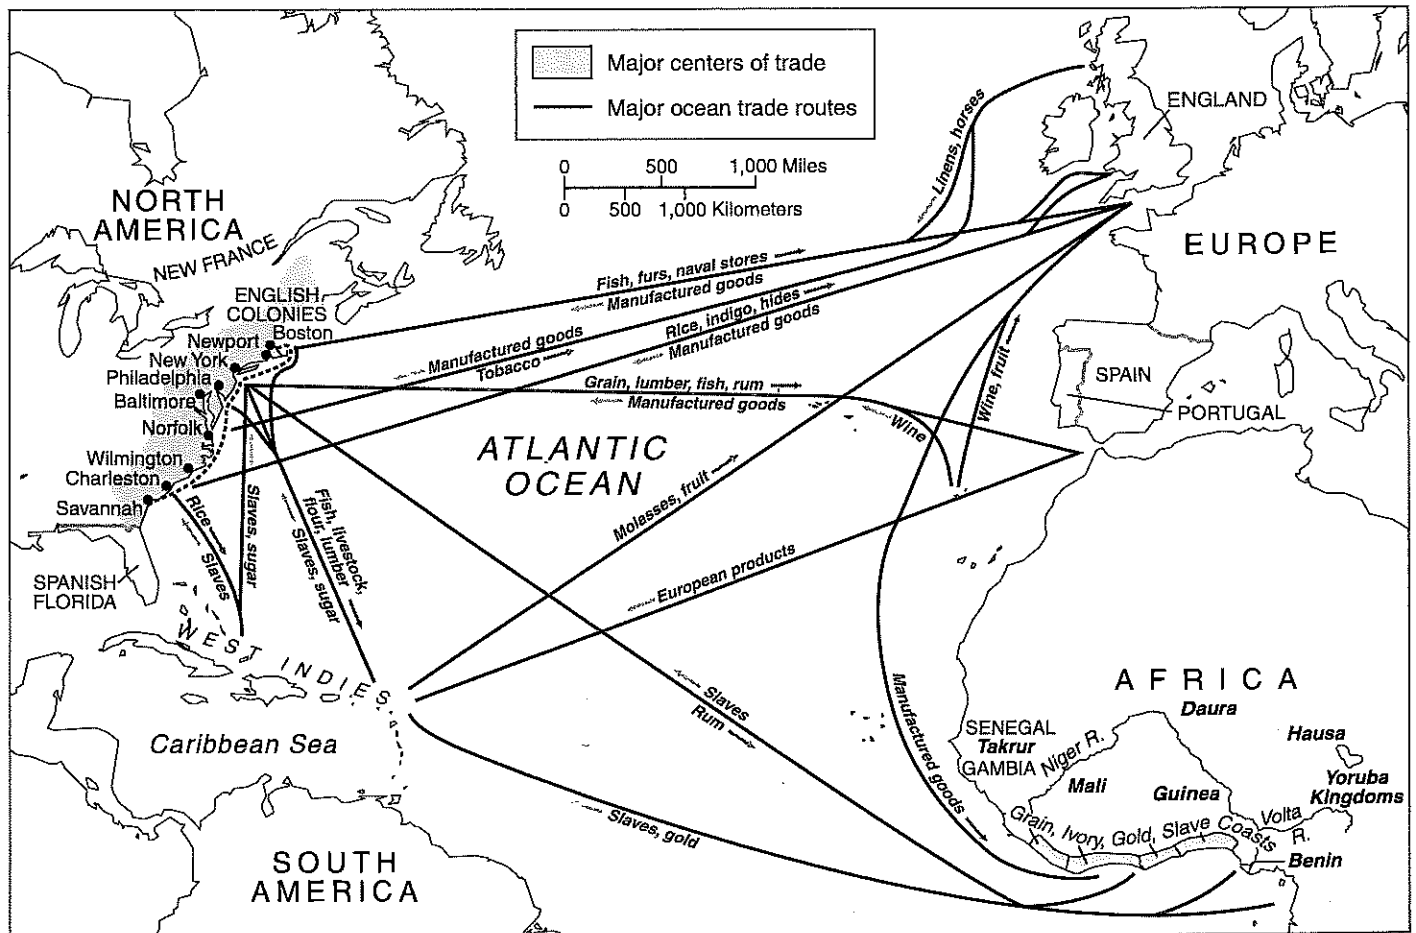 Major centers of trade
Major ocean trade routes
0 500 1,000 Miles
0 500 1,000 Kilometers
NORTH
AMERICA
NEW FRANCE
ENGLISH
COLONIES
Boston
Newport
New York
Philadelphia
Baltimore
Norfolk
Wilmington
Charleston
Savannah
SPANISH
FLORIDA
WEST INDIES
Caribbean Sea
SOUTH
AMERICA
ATLANTIC
OCEAN
ENGLAND
EUROPE
SPAIN
PORTUGAL
Linens, horses
Fish, furs, naval stores
Manufactured goods
Manufactured goods
Tobacco
Rice, indigo, hides
Manufactured goods
Grain, lumber, fish, rum
Manufactured goods
Wine
Wine, fruit
Rice
Slaves
Slaves, sugar
Fish, livestock,
flour, lumber
Slaves, sugar
Molasses, fruit
European products
Slaves
Rum
Slaves, gold
Manufactured goods
AFRICA
Daura
SENEGAL
Takrur
GAMBIA
Niger R.
Mali
Guinea
Hausa
Yoruba
Kingdoms
Volta
R.
Benin
Grain, Ivory, Gold, Slave Coasts